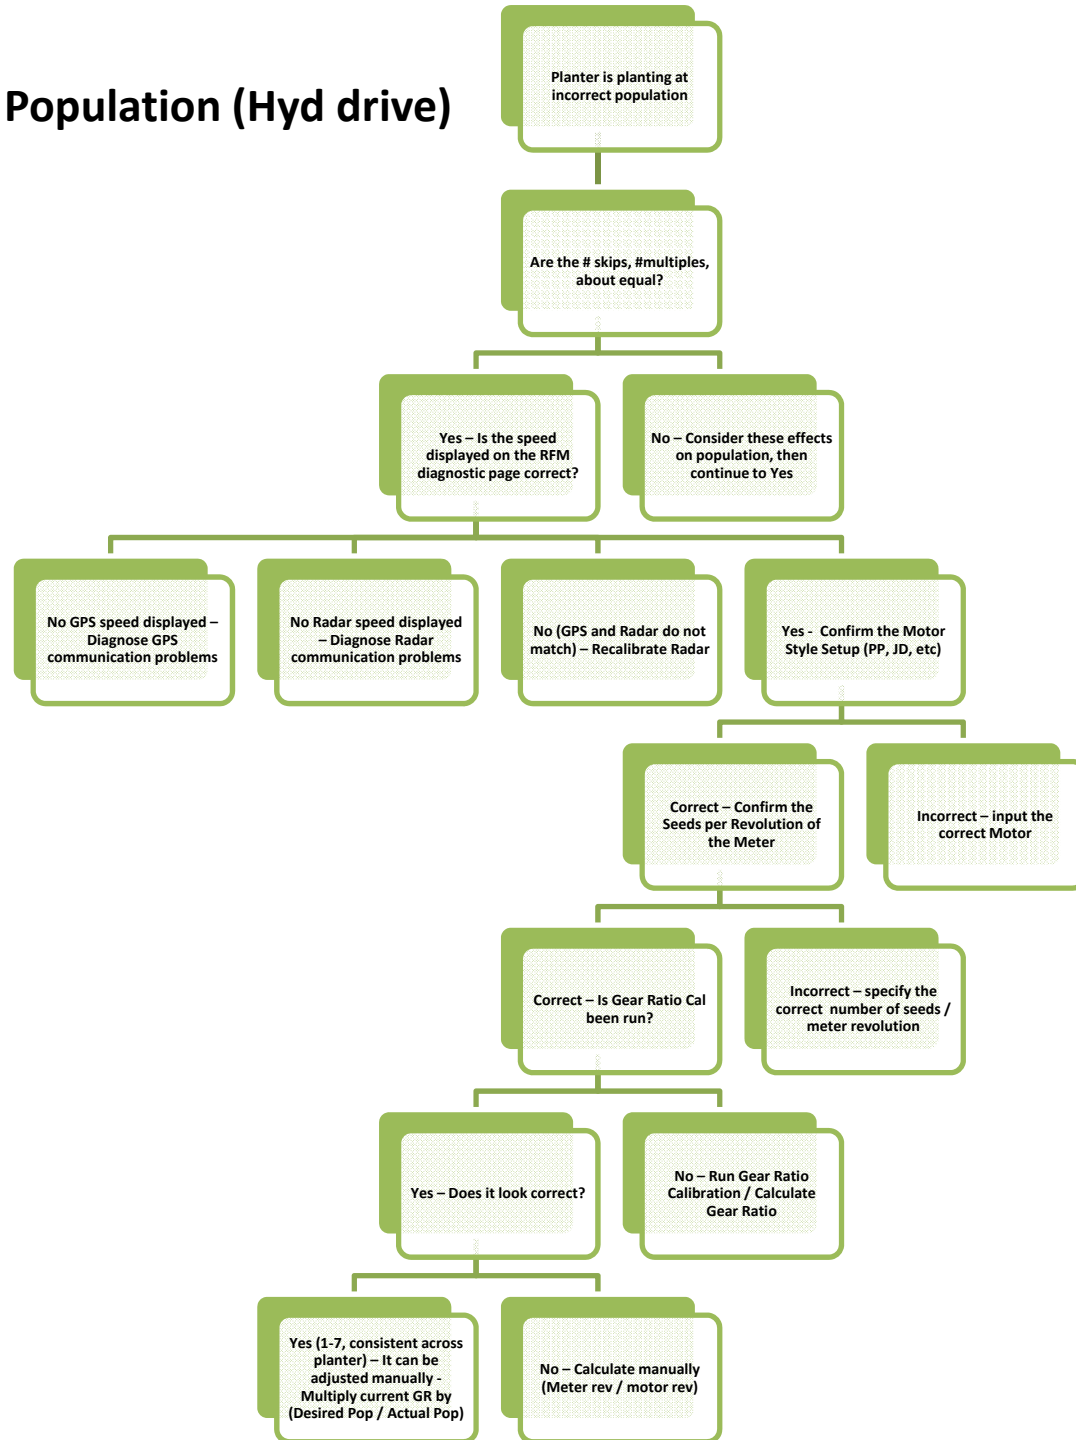 Population (Hyd drive)
Planter is planting at
incorrect population
Are the # skips, #multiples,
about equal?
Yes – Is the speed
displayed on the RFM
diagnostic page correct?
No – Consider these effects
on population, then
continue to Yes
No GPS speed displayed –
Diagnose GPS
communication problems
No Radar speed displayed
– Diagnose Radar
communication problems
No (GPS and Radar do not
match) – Recalibrate Radar
Yes - Confirm the Motor
Style Setup (PP, JD, etc)
Correct – Confirm the
Seeds per Revolution of
the Meter
Incorrect – input the
correct Motor
Correct – Is Gear Ratio Cal
been run?
Incorrect – specify the
correct number of seeds /
meter revolution
Yes – Does it look correct?
No – Run Gear Ratio
Calibration / Calculate
Gear Ratio
Yes (1-7, consistent across
planter) – It can be
adjusted manually -
Multiply current GR by
(Desired Pop / Actual Pop)
No – Calculate manually
(Meter rev / motor rev)